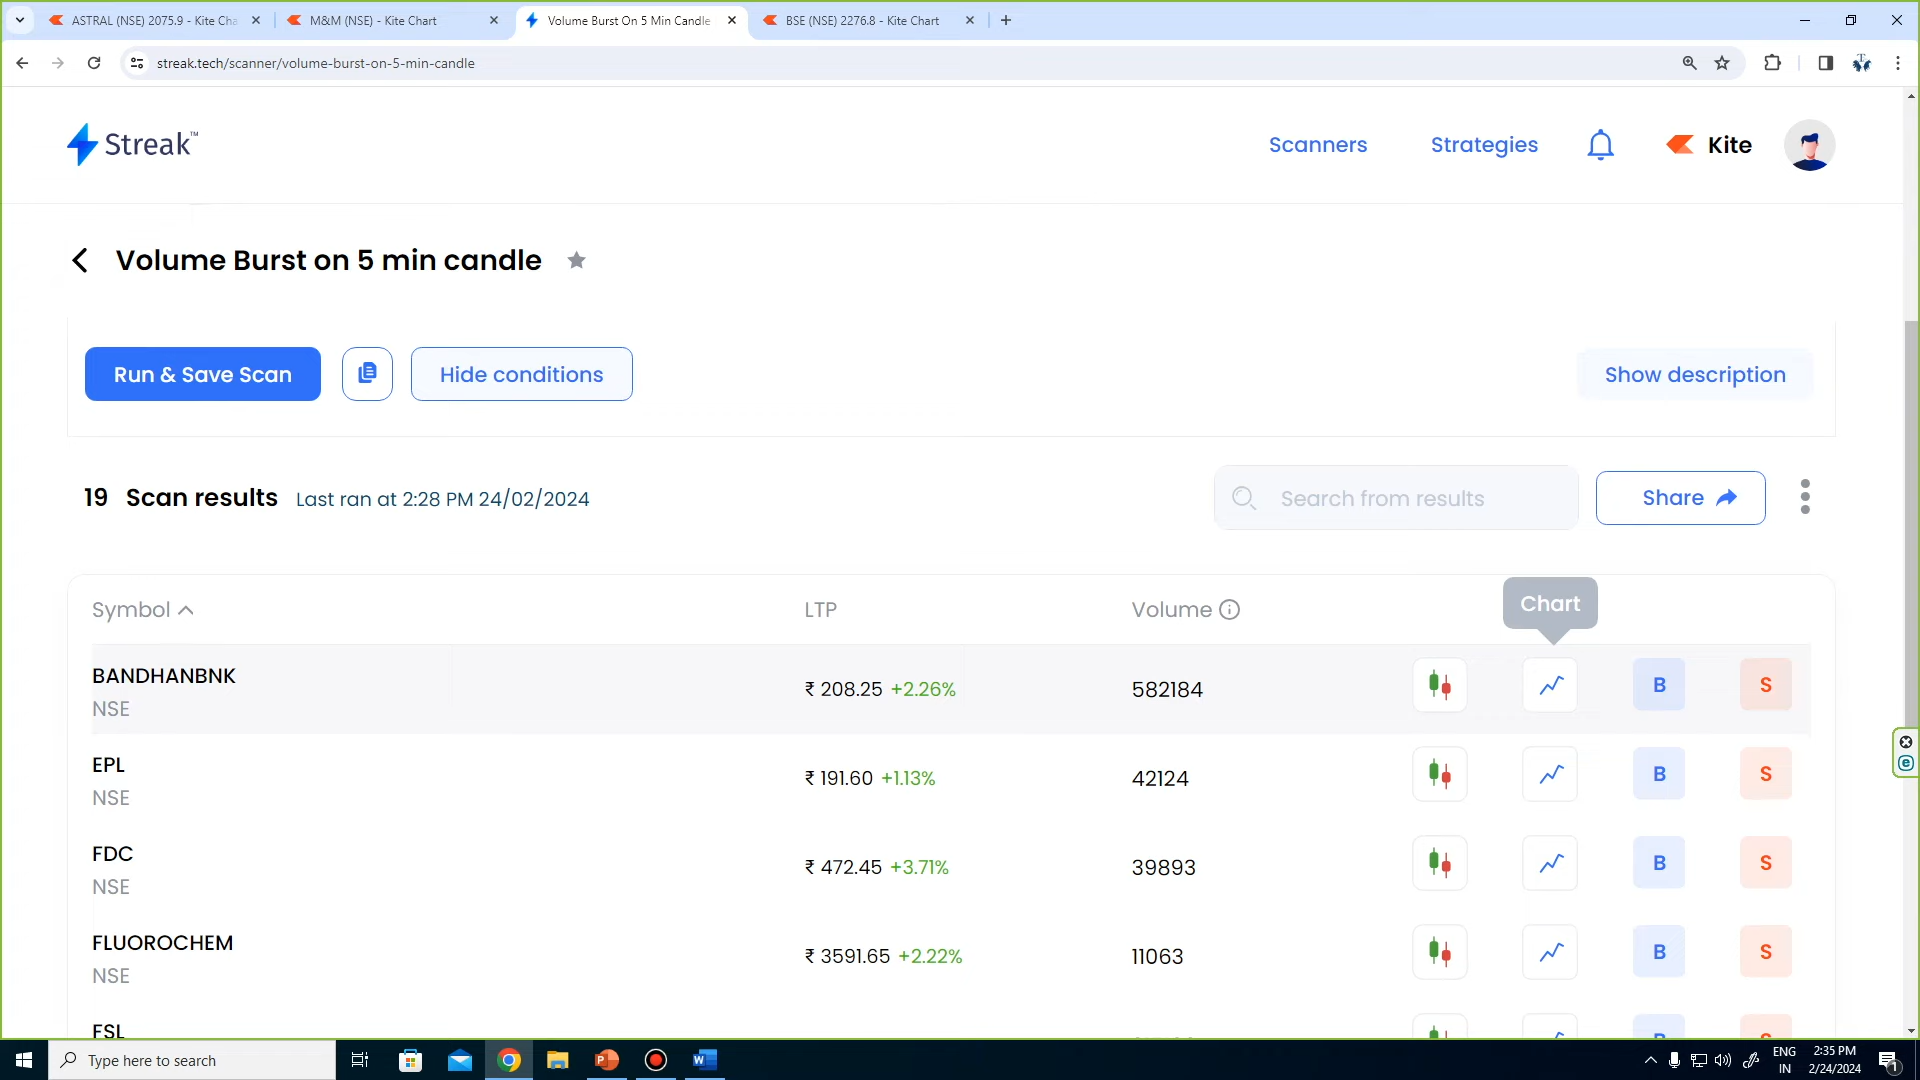 ASTRAL (NSE) 2075.9 - Kite Cha
M&M (NSE) - Kite Chart
Volume Burst On 5 Min Candle
BSE (NSE) 2276.8 - Kite Chart
streak.tech/scanner/volume-burst-on-5-min-candle
Streak™
Scanners
Strategies
Kite
Volume Burst on 5 min candle
Run & Save Scan
Hide conditions
Show description
19 Scan results Last ran at 2:28 PM 24/02/2024
Search from results
Share
Chart
Symbol LTP Volume
BANDHANBNK
NSE
₹ 208.25 +2.26% 582184 B S
EPL
NSE
₹ 191.60 +1.13% 42124 B S
FDC
NSE
₹ 472.45 +3.71% 39893 B S
FLUOROCHEM
NSE
₹ 3591.65 +2.22% 11063 B S
FSL
Type here to search
ENG
IN
2:35 PM
2/24/2024
1